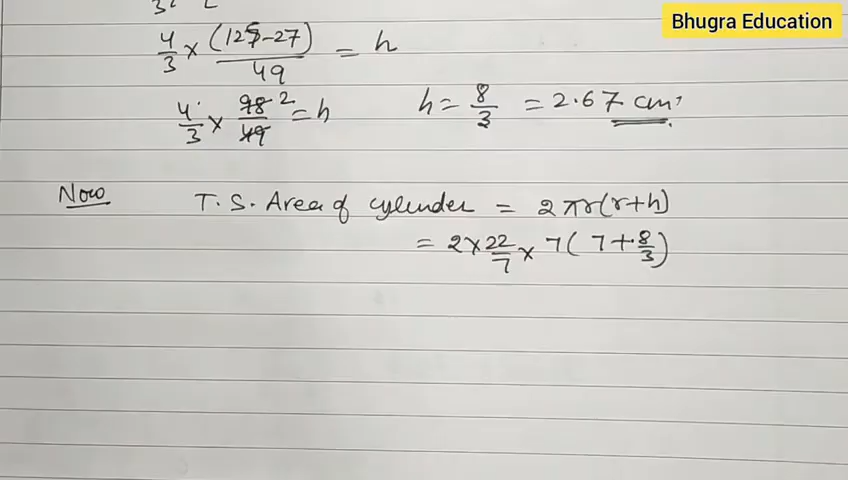 Bhugra Education
4/3 × (125-27)/49 = h
4/3 × 98/49 2 = h h = 8/3 = 2.67 cm.
Now T. S. Area of cylinder = 2πr(r+h)
= 2 × 22/7 × 7 ( 7 + 8/3 )